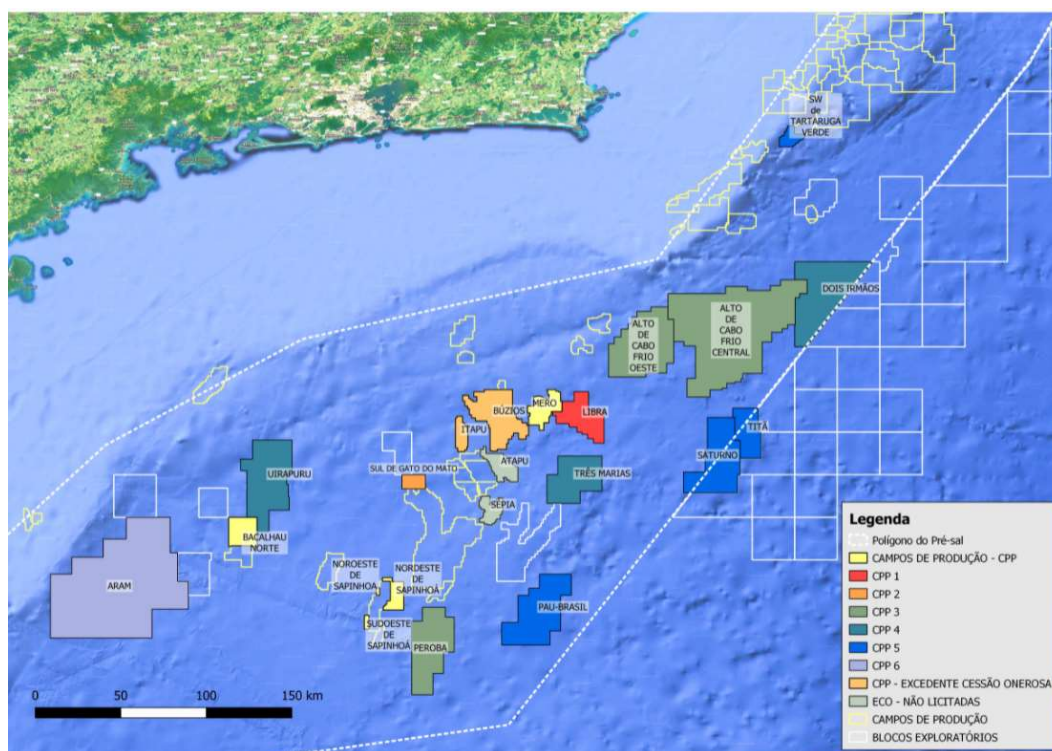 SW
de
TARTARUGA
VERDE
DOIS IRMÃOS
ALTO
DE
CABO
FRIO
OESTE
ALTO
DE
CABO
FRIO
CENTRAL
MERO
BÚZIOS
LIBRA
ITAPU
TITÃ
SATURNO
ATAPU
SUL DE GATO DO MATO
TRÊS MARIAS
UIRAPURU
SÉPIA
BACALHAU
NORTE
NOROESTE
DE
SAPINHOÁ
NORDESTE
DE
SAPINHOÁ
ARAM
PAU-BRASIL
SUDOESTE
DE
SAPINHOÁ
PEROBA
0 50 100 150 km
Legenda
Polígono do Pré-sal
CAMPOS DE PRODUÇÃO - CPP
CPP 1
CPP 2
CPP 3
CPP 4
CPP 5
CPP 6
CPP - EXCEDENTE CESSÃO ONEROSA
ECO - NÃO LICITADAS
CAMPOS DE PRODUÇÃO
BLOCOS EXPLORATÓRIOS